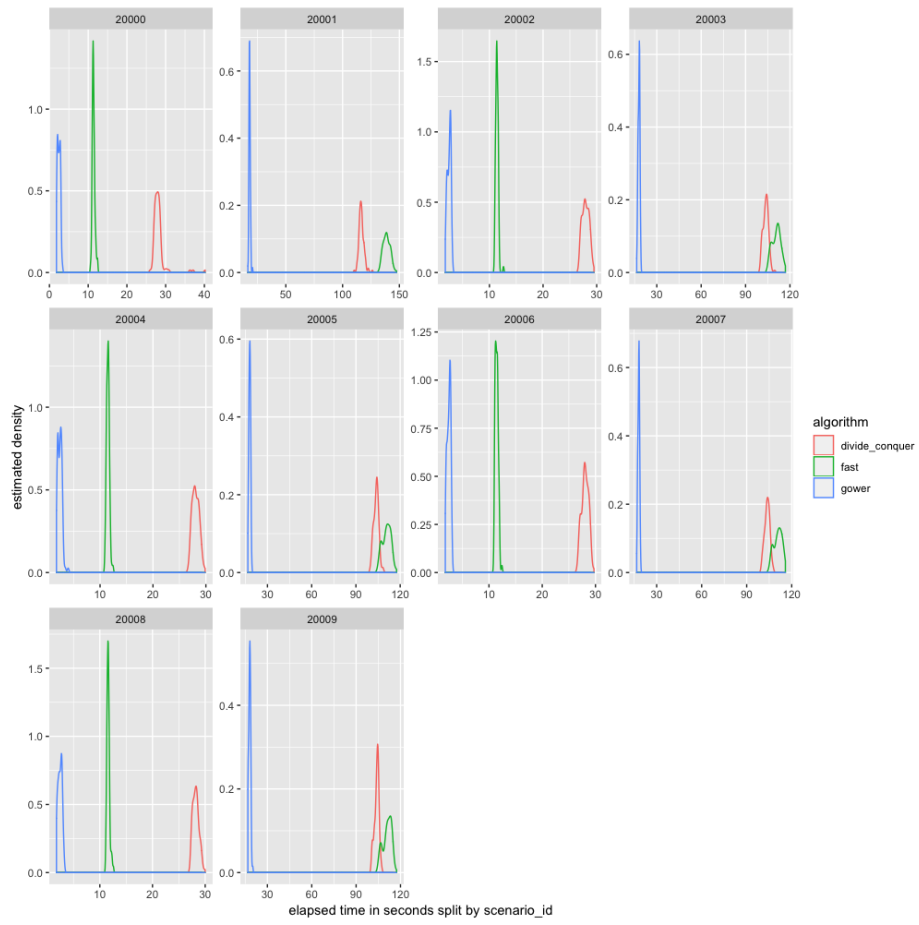 20000 20001 20002 20003
1.0
0.5
0.0
0 10 20 30 40
0.6
0.4
0.2
0.0
50 100 150
1.5
1.0
0.5
0.0
10 20 30
0.6
0.4
0.2
0.0
30 60 90 120
20004 20005 20006 20007
1.0
0.5
0.0
10 20 30
0.6
0.4
0.2
0.0
30 60 90 120
1.25
1.00
0.75
0.50
0.25
0.00
10 20 30
0.6
0.4
0.2
0.0
30 60 90 120
20008 20009
1.5
1.0
0.5
0.0
10 20 30
0.4
0.2
0.0
30 60 90 120
estimated density
elapsed time in seconds split by scenario_id
algorithm
divide_conquer
fast
gower